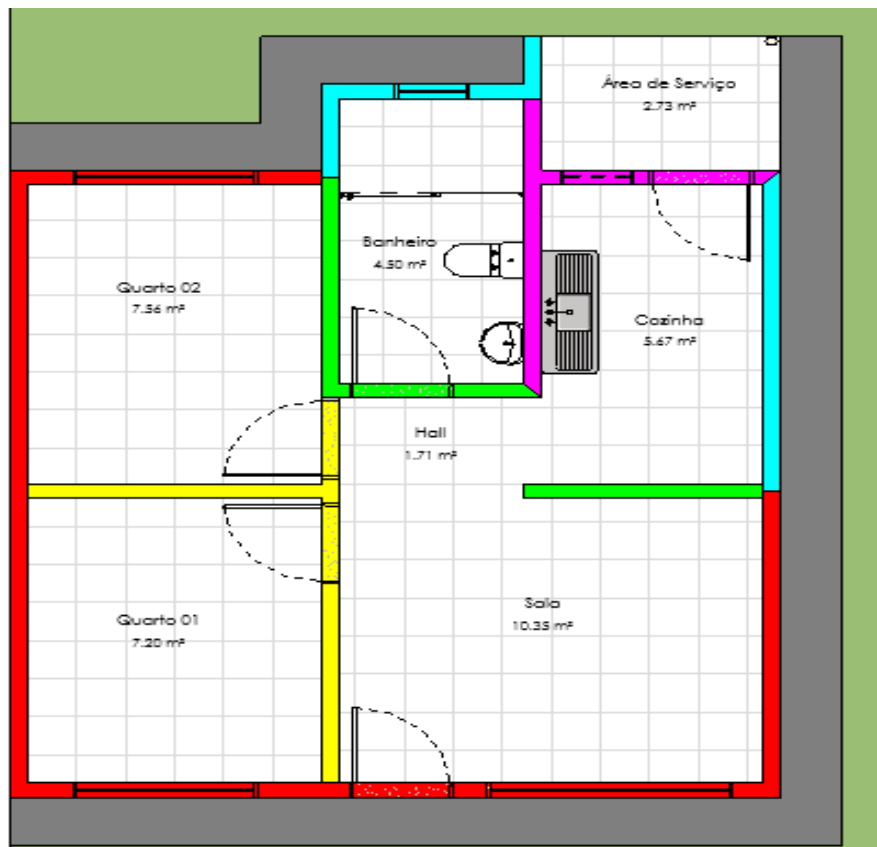 Área de Serviço
2.73 m²
Banheiro
4.50 m²
Quarto 02
7.56 m²
Cozinha
5.67 m²
Hall
1.71 m²
Sala
10.35 m²
Quarto 01
7.20 m²